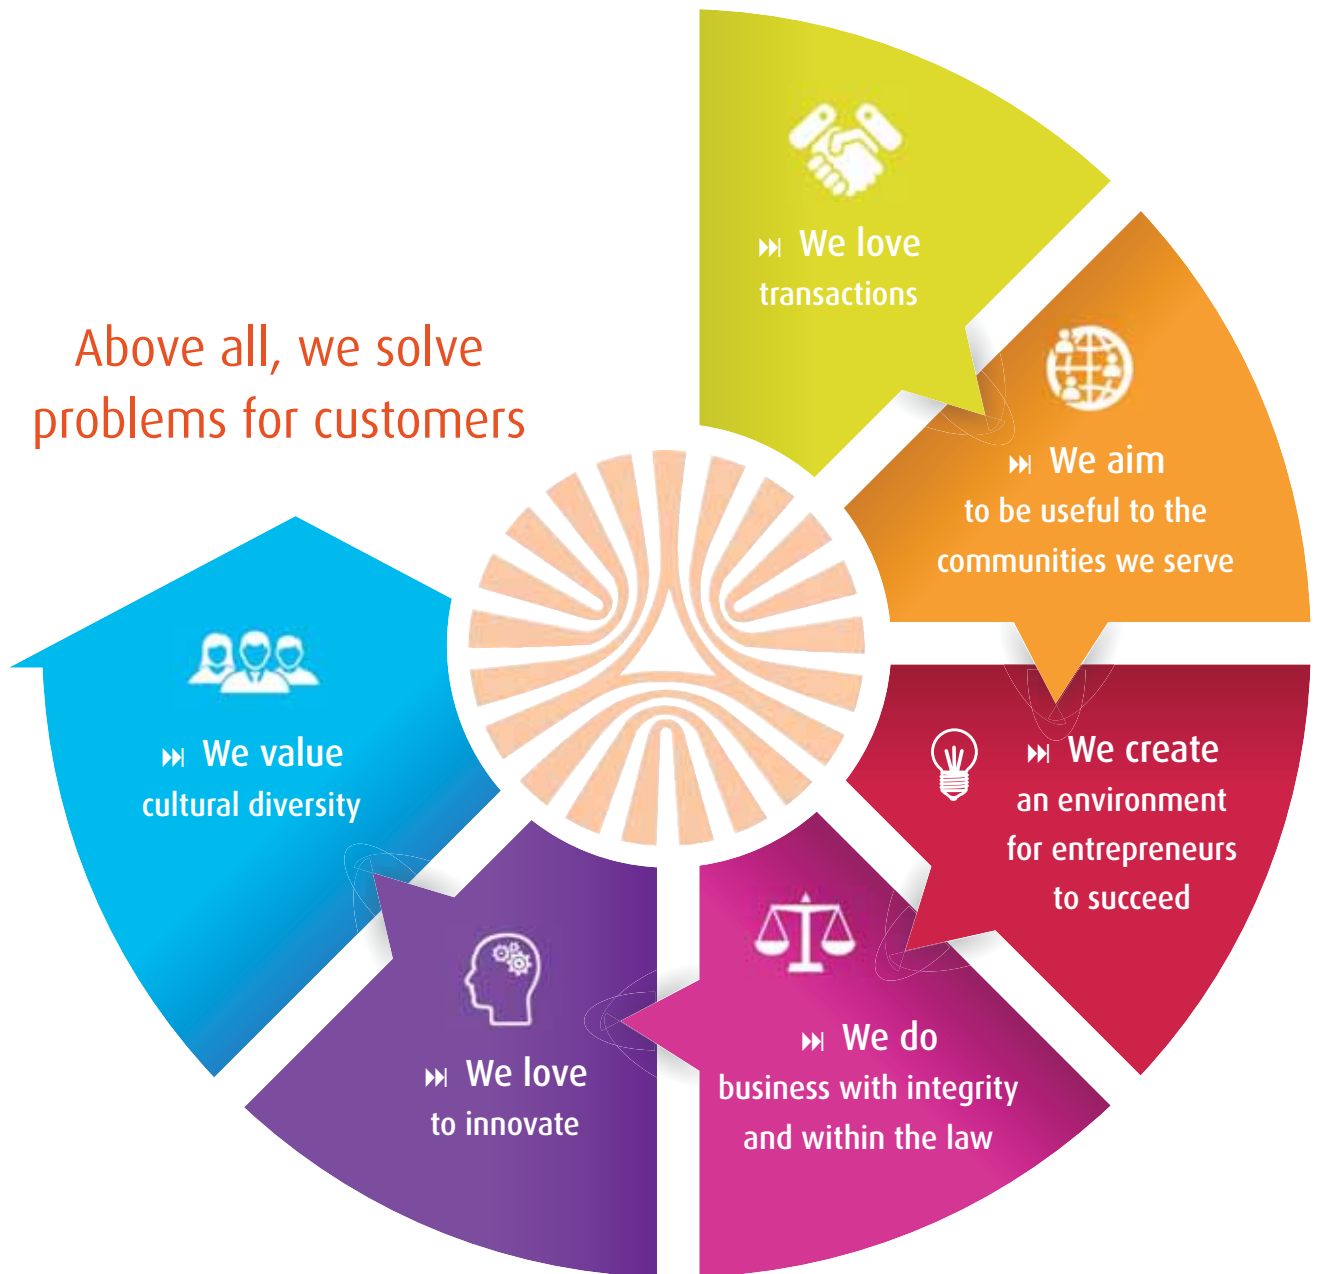 Above all, we solve
problems for customers
We love
transactions
We aim
to be useful to the
communities we serve
We create
an environment
for entrepreneurs
to succeed
We do
business with integrity
and within the law
We love
to innovate
We value
cultural diversity